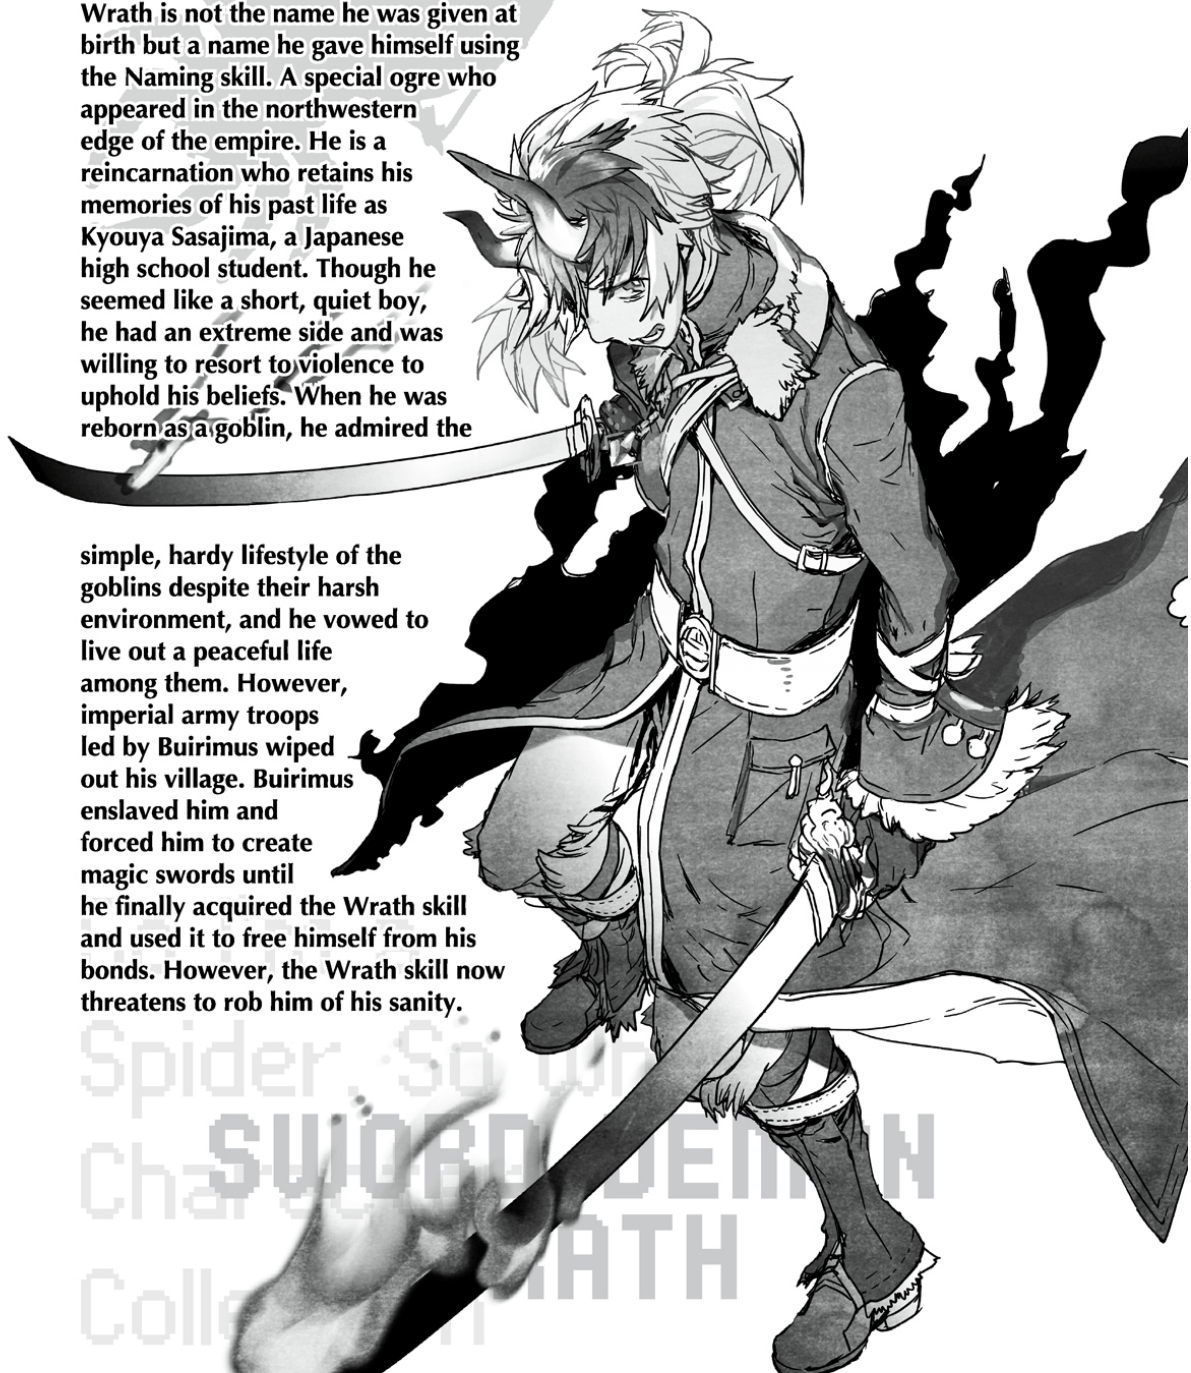 Wrath is not the name he was given at
birth but a name he gave himself using
the Naming skill. A special ogre who
appeared in the northwestern
edge of the empire. He is a
reincarnation who retains his
memories of his past life as
Kyouya Sasajima, a Japanese
high school student. Though he
seemed like a short, quiet boy,
he had an extreme side and was
willing to resort to violence to
uphold his beliefs. When he was
reborn as a goblin, he admired the
simple, hardy lifestyle of the
goblins despite their harsh
environment, and he vowed to
live out a peaceful life
among them. However,
imperial army troops
led by Buirimus wiped
out his village. Buirimus
enslaved him and
forced him to create
magic swords until
he finally acquired the Wrath skill
and used it to free himself from his
bonds. However, the Wrath skill now
threatens to rob him of his sanity.
Spider, So
SWORD DEMON